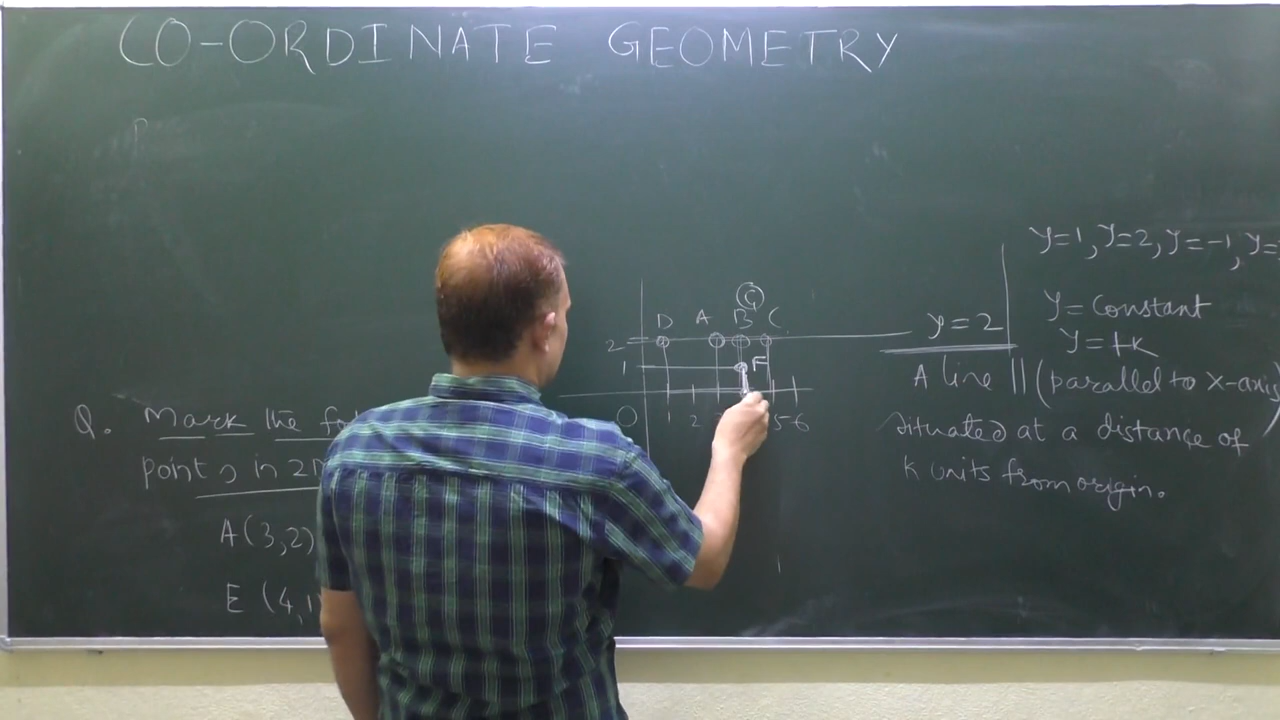 CO-ORDINATE GEOMETRY
P
Q. Mark the
points in 2D
A(3,2)
E (4,1
G
D A B C
2
1
F
O 1 2 5 6
y=2
y=1, y=2, y=-1, y=
y= Constant
y=±k
A line || (parallel to x-axis)
situated at a distance of
k units from origin.